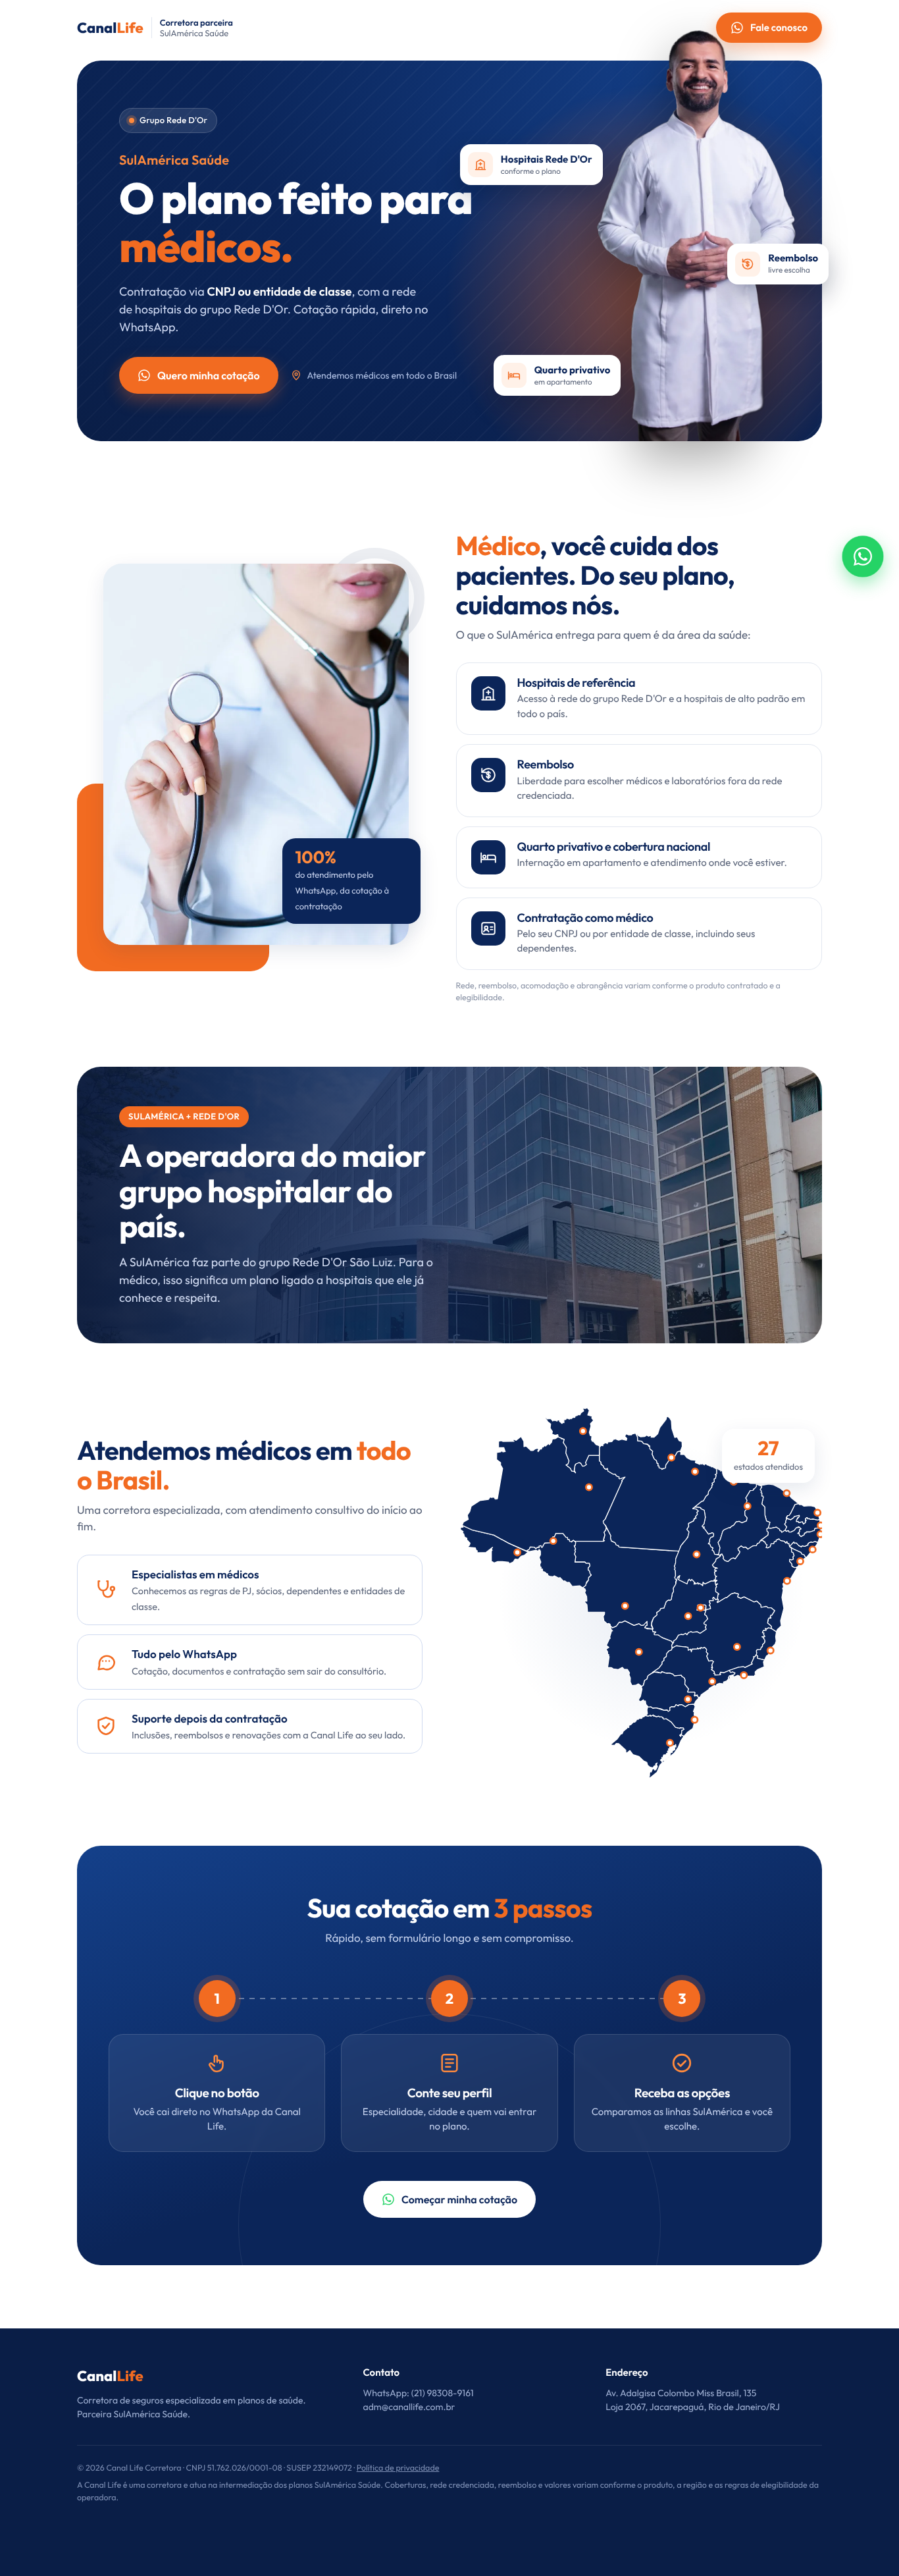 CanalLife
Corretora parceira
SulAmérica Saúde
Fale conosco
Grupo Rede D'Or
SulAmérica Saúde
O plano feito para
médicos.
Contratação via CNPJ ou entidade de classe, com a rede
de hospitais do grupo Rede D'Or. Cotação rápida, direto no
WhatsApp.
Quero minha cotação
Atendemos médicos em todo o Brasil
Hospitais Rede D'Or
conforme o plano
Reembolso
livre escolha
Quarto privativo
em apartamento
100%
do atendimento pelo
WhatsApp, da cotação à
contratação
Médico, você cuida dos
pacientes. Do seu plano,
cuidamos nós.
O que o SulAmérica entrega para quem é da área da saúde:
Hospitais de referência
Acesso à rede do grupo Rede D'Or e a hospitais de alto padrão em
todo o país.
Reembolso
Liberdade para escolher médicos e laboratórios fora da rede
credenciada.
Quarto privativo e cobertura nacional
Internação em apartamento e atendimento onde você estiver.
Contratação como médico
Pelo seu CNPJ ou por entidade de classe, incluindo seus
dependentes.
Rede, reembolso, acomodação e abrangência variam conforme o produto contratado e a
elegibilidade.
SULAMÉRICA + REDE D'OR
A operadora do maior
grupo hospitalar do
país.
A SulAmérica faz parte do grupo Rede D'Or São Luiz. Para o
médico, isso significa um plano ligado a hospitais que ele já
conhece e respeita.
Atendemos médicos em todo
o Brasil.
Uma corretora especializada, com atendimento consultivo do início ao
fim.
Especialistas em médicos
Conhecemos as regras de PJ, sócios, dependentes e entidades de
classe.
Tudo pelo WhatsApp
Cotação, documentos e contratação sem sair do consultório.
Suporte depois da contratação
Inclusões, reembolsos e renovações com a Canal Life ao seu lado.
27
estados atendidos
Sua cotação em 3 passos
Rápido, sem formulário longo e sem compromisso.
1
2
3
Clique no botão
Você cai direto no WhatsApp da Canal
Life.
Conte seu perfil
Especialidade, cidade e quem vai entrar
no plano.
Receba as opções
Comparamos as linhas SulAmérica e você
escolhe.
Começar minha cotação
CanalLife
Corretora de seguros especializada em planos de saúde.
Parceira SulAmérica Saúde.
Contato
WhatsApp: (21) 98308-9161
adm@canallife.com.br
Endereço
Av. Adalgisa Colombo Miss Brasil, 135
Loja 2067, Jacarepaguá, Rio de Janeiro/RJ
© 2026 Canal Life Corretora · CNPJ 51.762.026/0001-08 · SUSEP 232149072 · Política de privacidade
A Canal Life é uma corretora e atua na intermediação dos planos SulAmérica Saúde. Coberturas, rede credenciada, reembolso e valores variam conforme o produto, a região e as regras de elegibilidade da
operadora.